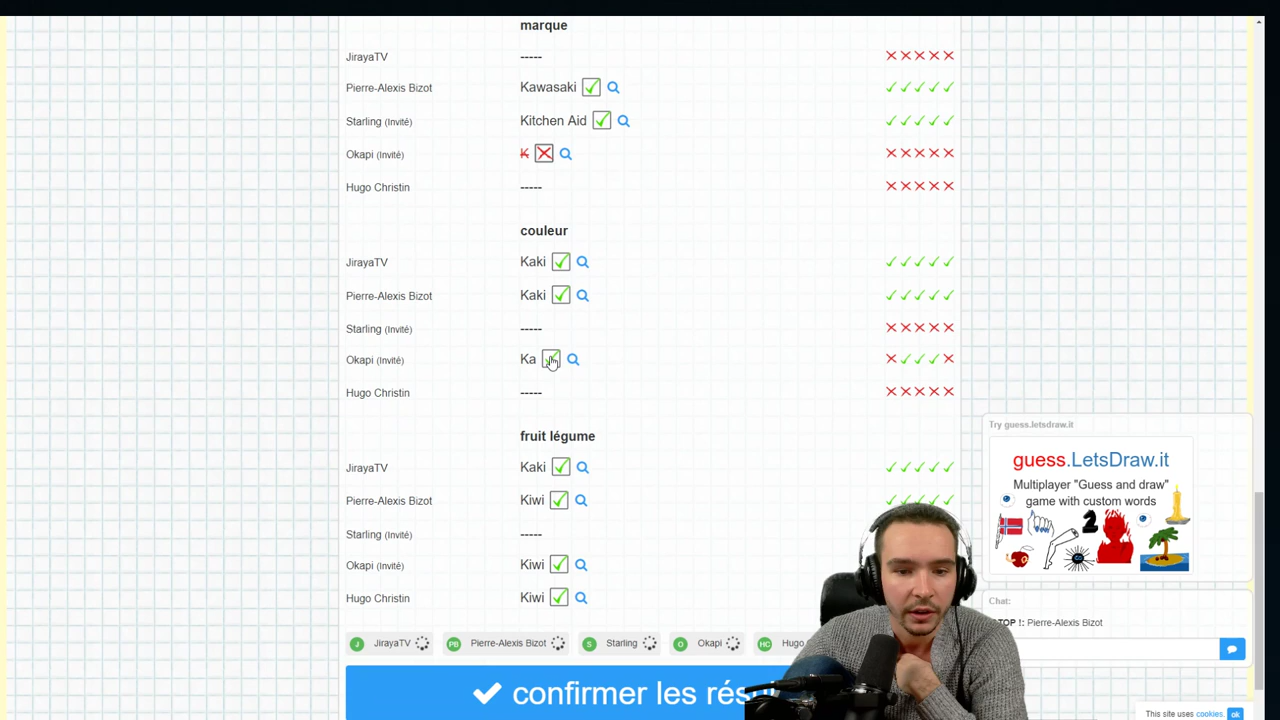 marque
JirayaTV -----
Pierre-Alexis Bizot Kawasaki
Starling (Invité) Kitchen Aid
Okapi (Invité) K
Hugo Christin -----
couleur
JirayaTV Kaki
Pierre-Alexis Bizot Kaki
Starling (Invité) -----
Okapi (Invité) Ka
Hugo Christin -----
fruit légume
JirayaTV Kaki
Pierre-Alexis Bizot Kiwi
Starling (Invité) -----
Okapi (Invité) Kiwi
Hugo Christin Kiwi
J JirayaTV PB Pierre-Alexis Bizot S Starling O Okapi HC Hugo
confirmer les
Try guess.letsdraw.it
guess.LetsDraw.it
Multiplayer "Guess and draw"
game with custom words
2
Chat:
Pierre-Alexis Bizot
This site uses cookies. ok